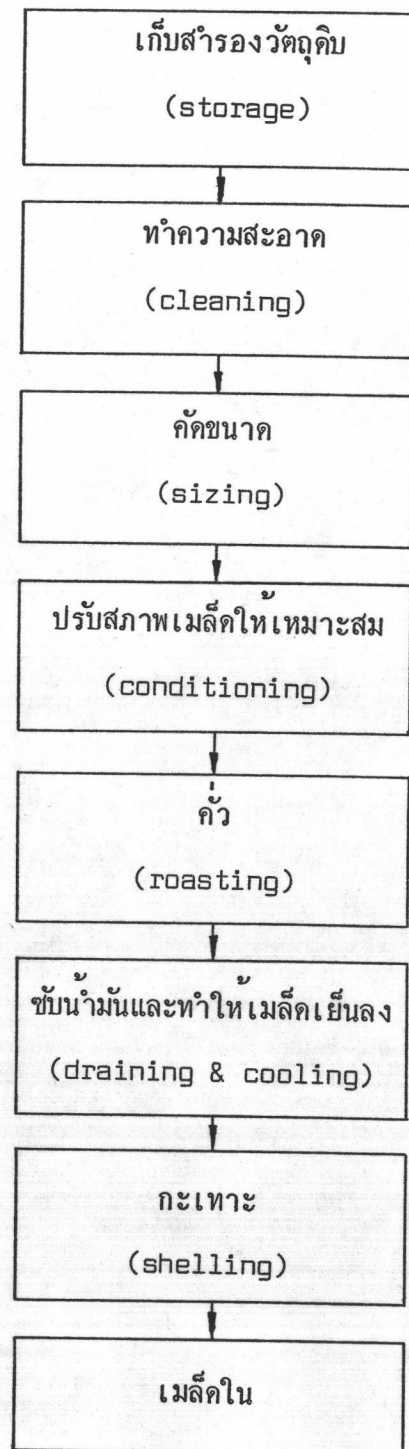 เก็บสำรองวัตถุดิบ
(storage)
ทำความสะอาด
(cleaning)
คัดขนาด
(sizing)
ปรับสภาพเมล็ดให้เหมาะสม
(conditioning)
คั่ว
(roasting)
ซับน้ำมันและทำให้เมล็ดเย็นลง
(draining & cooling)
กะเทาะ
(shelling)
เมล็ดใน